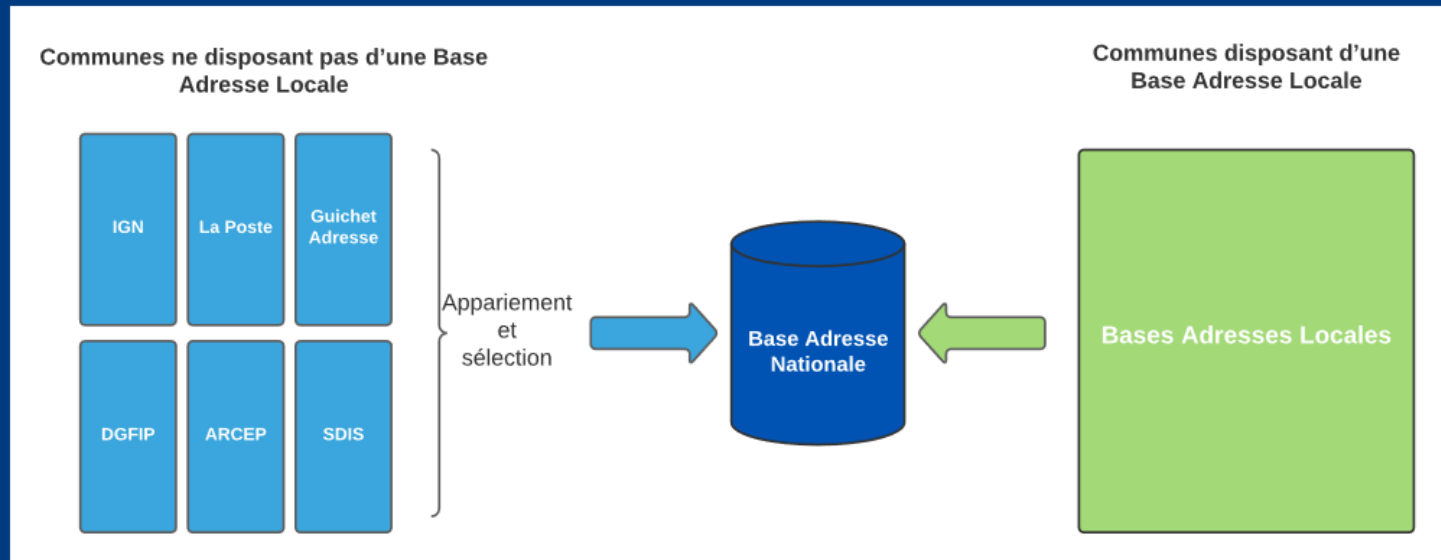 Communes ne disposant pas d’une Base
Adresse Locale
IGN
La Poste
Guichet
Adresse
DGFIP
ARCEP
SDIS
Appariement
et
sélection
Base Adresse
Nationale
Communes disposant d’une
Base Adresse Locale
Bases Adresses Locales